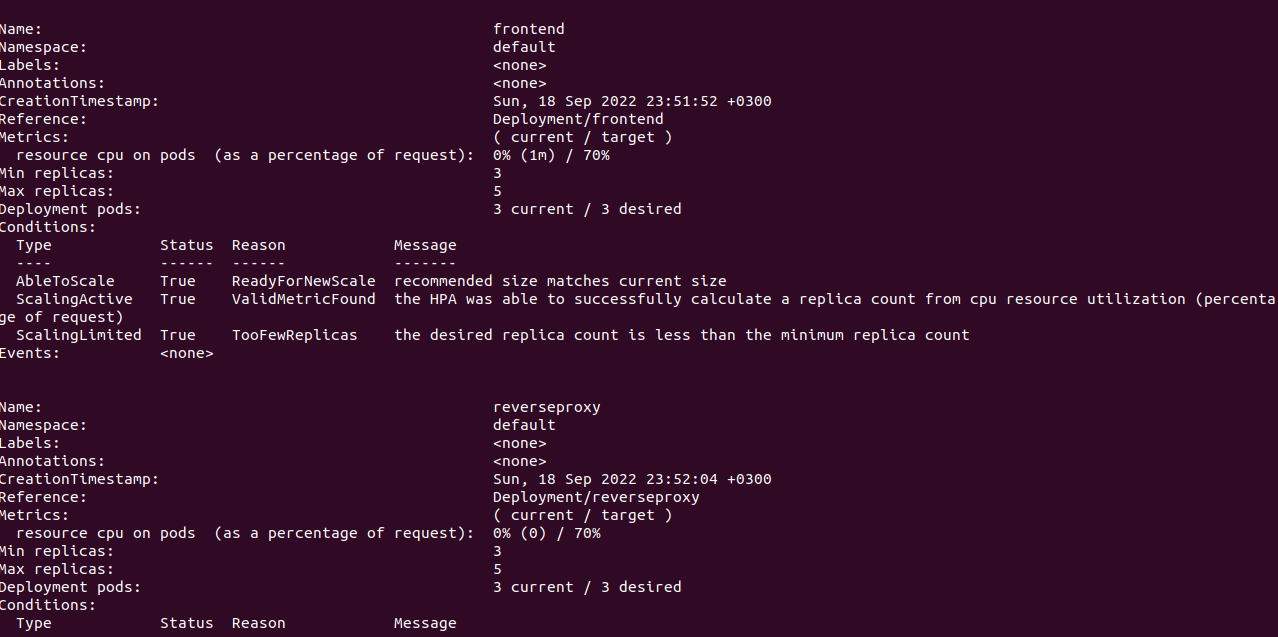 Name:                                                  frontend
Namespace:                                             default
Labels:                                                <none>
Annotations:                                           <none>
CreationTimestamp:                                     Sun, 18 Sep 2022 23:51:52 +0300
Reference:                                             Deployment/frontend
Metrics:                                               ( current / target )
  resource cpu on pods  (as a percentage of request):  0% (1m) / 70%
Min replicas:                                          3
Max replicas:                                          5
Deployment pods:                                       3 current / 3 desired
Conditions:
  Type            Status  Reason            Message
  ----            ------  ------            -------
  AbleToScale     True    ReadyForNewScale  recommended size matches current size
  ScalingActive   True    ValidMetricFound  the HPA was able to successfully calculate a replica count from cpu resource utilization (percenta
ge of request)
  ScalingLimited  True    TooFewReplicas    the desired replica count is less than the minimum replica count
Events:           <none>
Name:                                                  reverseproxy
Namespace:                                             default
Labels:                                                <none>
Annotations:                                           <none>
CreationTimestamp:                                     Sun, 18 Sep 2022 23:52:04 +0300
Reference:                                             Deployment/reverseproxy
Metrics:                                               ( current / target )
  resource cpu on pods  (as a percentage of request):  0% (0) / 70%
Min replicas:                                          3
Max replicas:                                          5
Deployment pods:                                       3 current / 3 desired
Conditions:
  Type            Status  Reason            Message